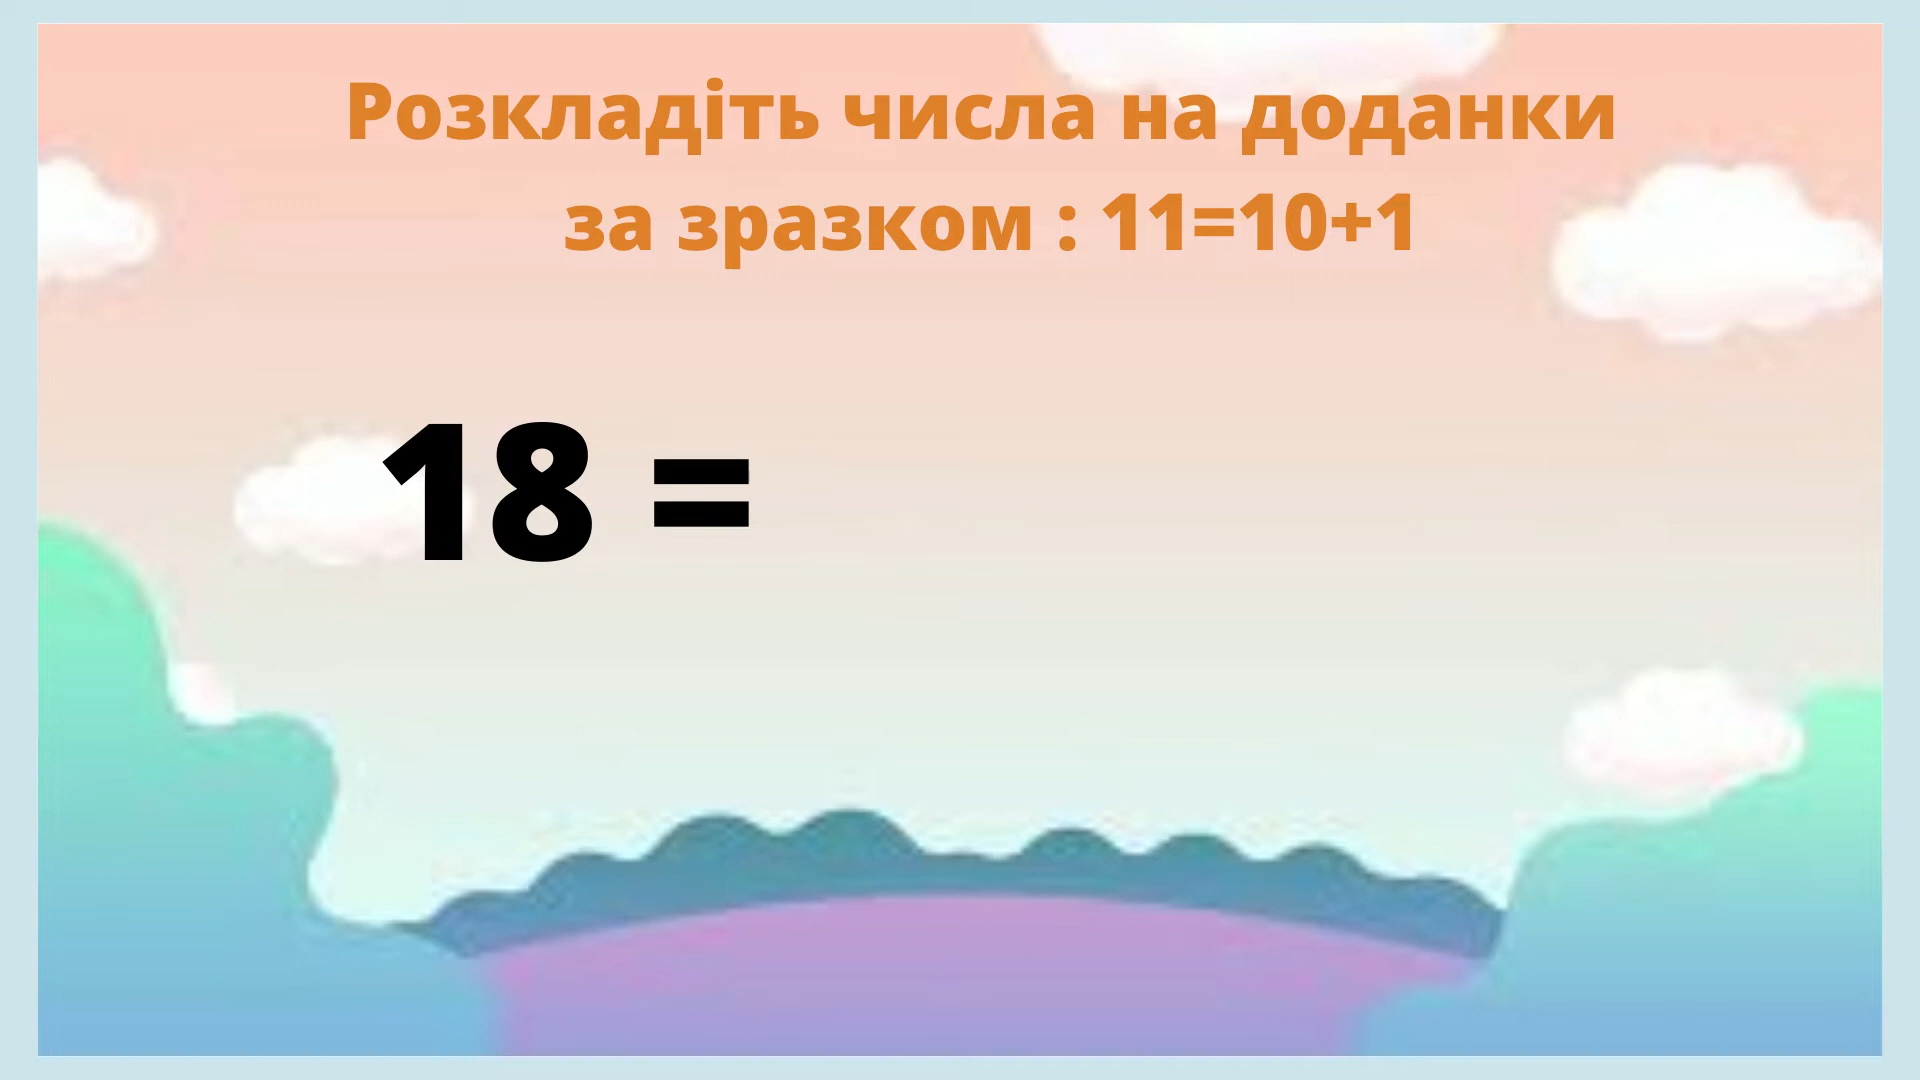 Розкладіть числа на доданки
за зразком : 11=10+1
18 =